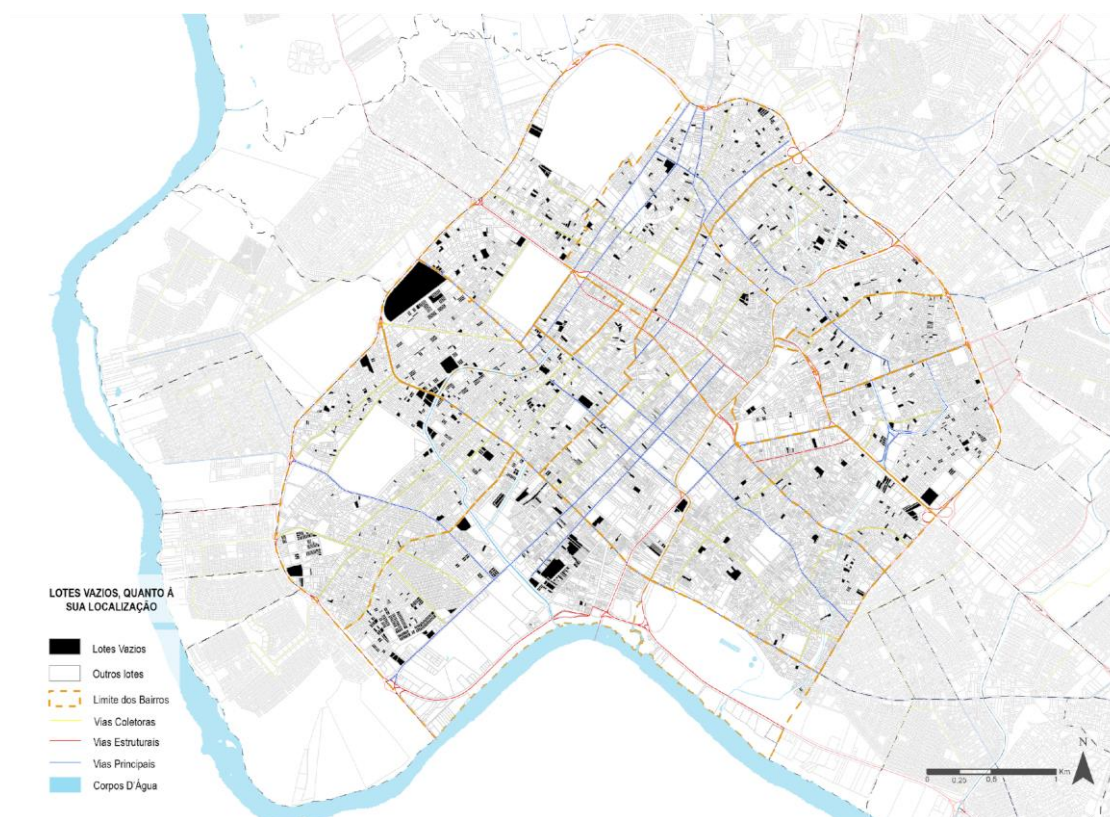 LOTES VAZIOS, QUANTO À
SUA LOCALIZAÇÃO
Lotes Vazios
Outros lotes
Limite dos Bairros
Vias Coletoras
Vias Estruturais
Vias Principais
Corpos D'Água
N
Km
0 0,25 0,5 1